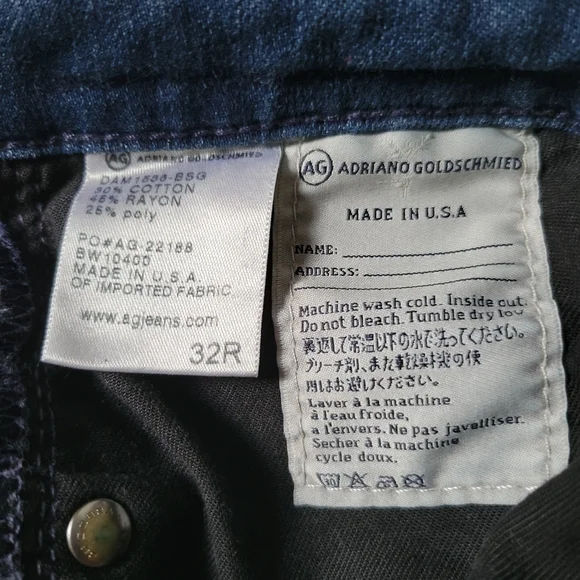 AG ADRIANO GOLDSCHMIED
DAM1536-BSG
30% COTTON
45% RAYON
25% poly
PO#AG-22188
BW10400
MADE IN U.S.A.
OF IMPORTED FABRIC
www.agjeans.com
32R
AG ADRIANO GOLDSCHMIED
MADE IN U.S.A
NAME:
ADDRESS:
Machine wash cold. Inside out.
Do not bleach. Tumble dry low
裏返しで常温以下の水で洗ってください。
ブリーチ剤、また乾燥機の使
用はお避けください。
Laver à la machine
à l'eau froide,
a l'envers. Ne pas javelliser.
Secher à la machine
cycle doux.